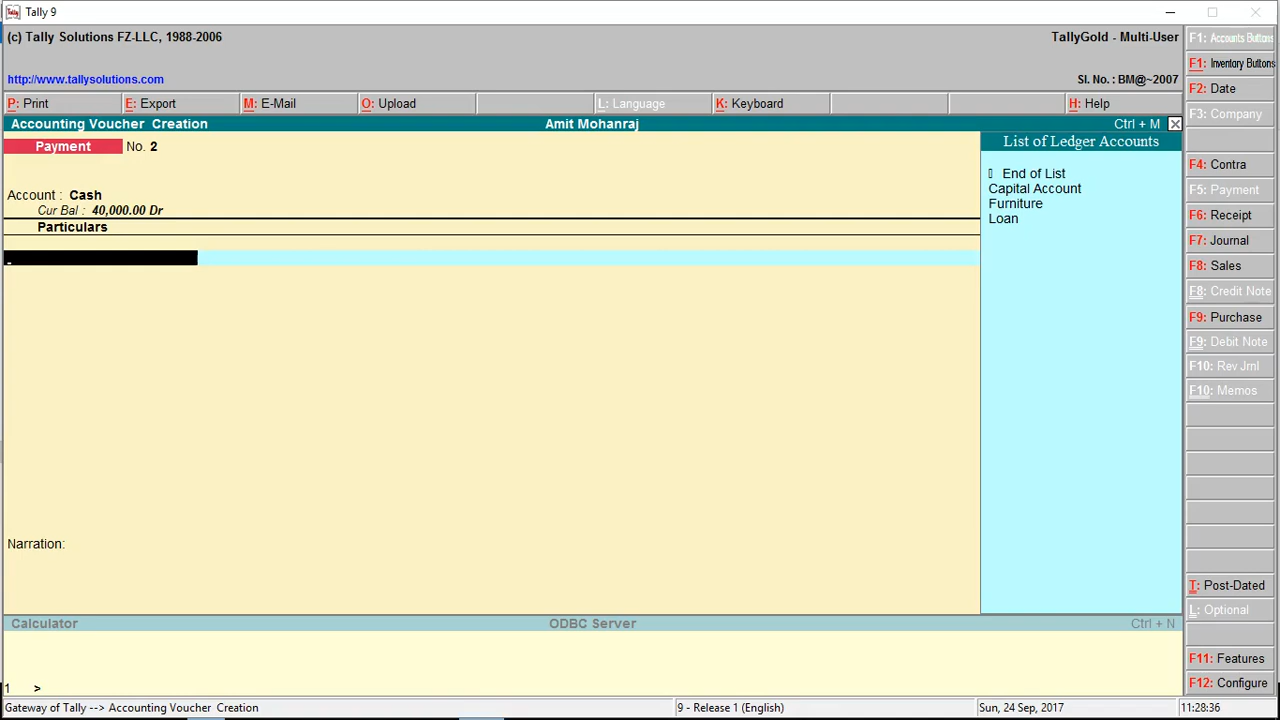 Tally 9
(c) Tally Solutions FZ-LLC, 1988-2006
TallyGold - Multi-User
http://www.tallysolutions.com
Sl. No. : BM@~2007
P: Print
E: Export
M: E-Mail
O: Upload
L: Language
K: Keyboard
H: Help
Accounting Voucher Creation
Amit Mohanraj
Ctrl + M
Payment No. 2
Account : Cash
Cur Bal : 40,000.00 Dr
Particulars
Narration:
List of Ledger Accounts
End of List
Capital Account
Furniture
Loan
F1: Accounts Buttons
F1: Inventory Buttons
F2: Date
F3: Company
F4: Contra
F5: Payment
F6: Receipt
F7: Journal
F8: Sales
F8: Credit Note
F9: Purchase
F9: Debit Note
F10: Rev Jrnl
F10: Memos
T: Post-Dated
L: Optional
F11: Features
F12: Configure
Calculator
ODBC Server
Ctrl + N
1 >
Gateway of Tally --> Accounting Voucher Creation
9 - Release 1 (English)
Sun, 24 Sep, 2017
11:28:36